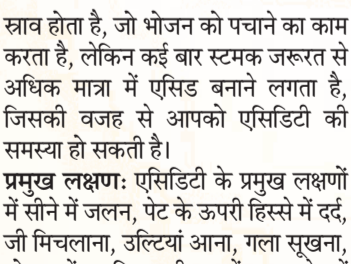 स्राव होता है, जो भोजन को पचाने का काम
करता है, लेकिन कई बार स्टमक जरूरत से
अधिक मात्रा में एसिड बनाने लगता है,
जिसकी वजह से आपको एसिडिटी की
समस्या हो सकती है।
प्रमुख लक्षण: एसिडिटी के प्रमुख लक्षणों
में सीने में जलन, पेट के ऊपरी हिस्से में दर्द,
जी मिचलाना, उल्टियां आना, गला सूखना,